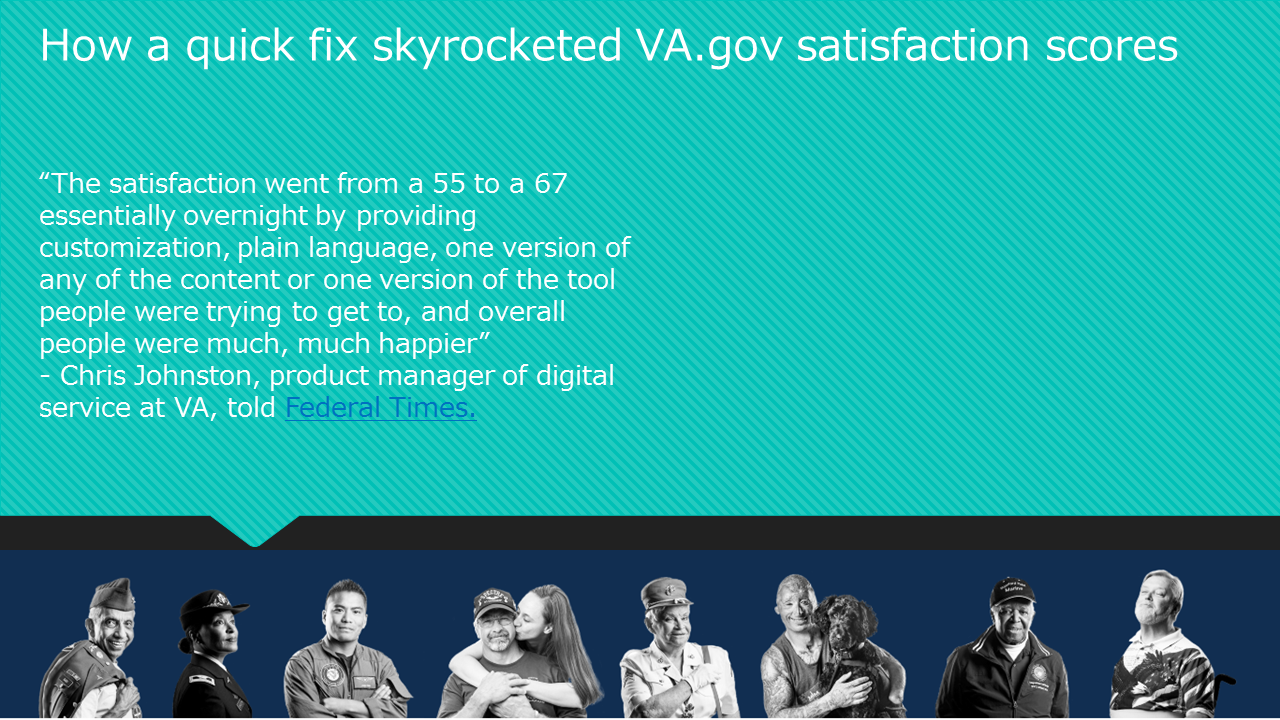 How a quick fix skyrocketed VA.gov satisfaction scores
“The satisfaction went from a 55 to a 67
essentially overnight by providing
customization, plain language, one version of
any of the content or one version of the tool
people were trying to get to, and overall
people were much, much happier”
- Chris Johnston, product manager of digital
service at VA, told Federal Times.